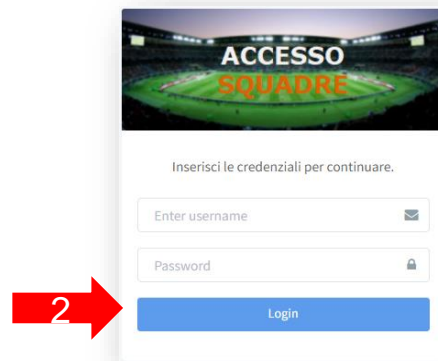 ACCESSO
SQUADRE
Inserisci le credenziali per continuare.
Enter username
Password
2
Login